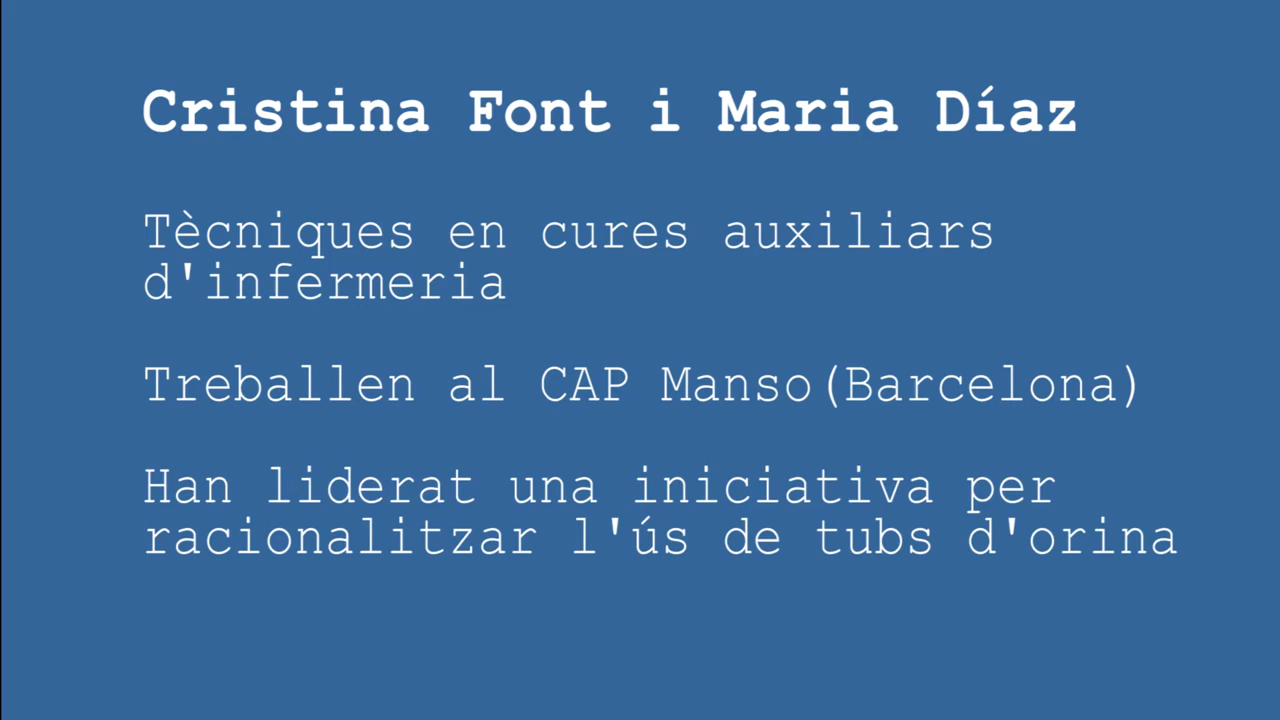 Cristina Font i Maria Díaz
Tècniques en cures auxiliars
d'infermeria
Treballen al CAP Manso(Barcelona)
Han liderat una iniciativa per
racionalitzar l'ús de tubs d'orina